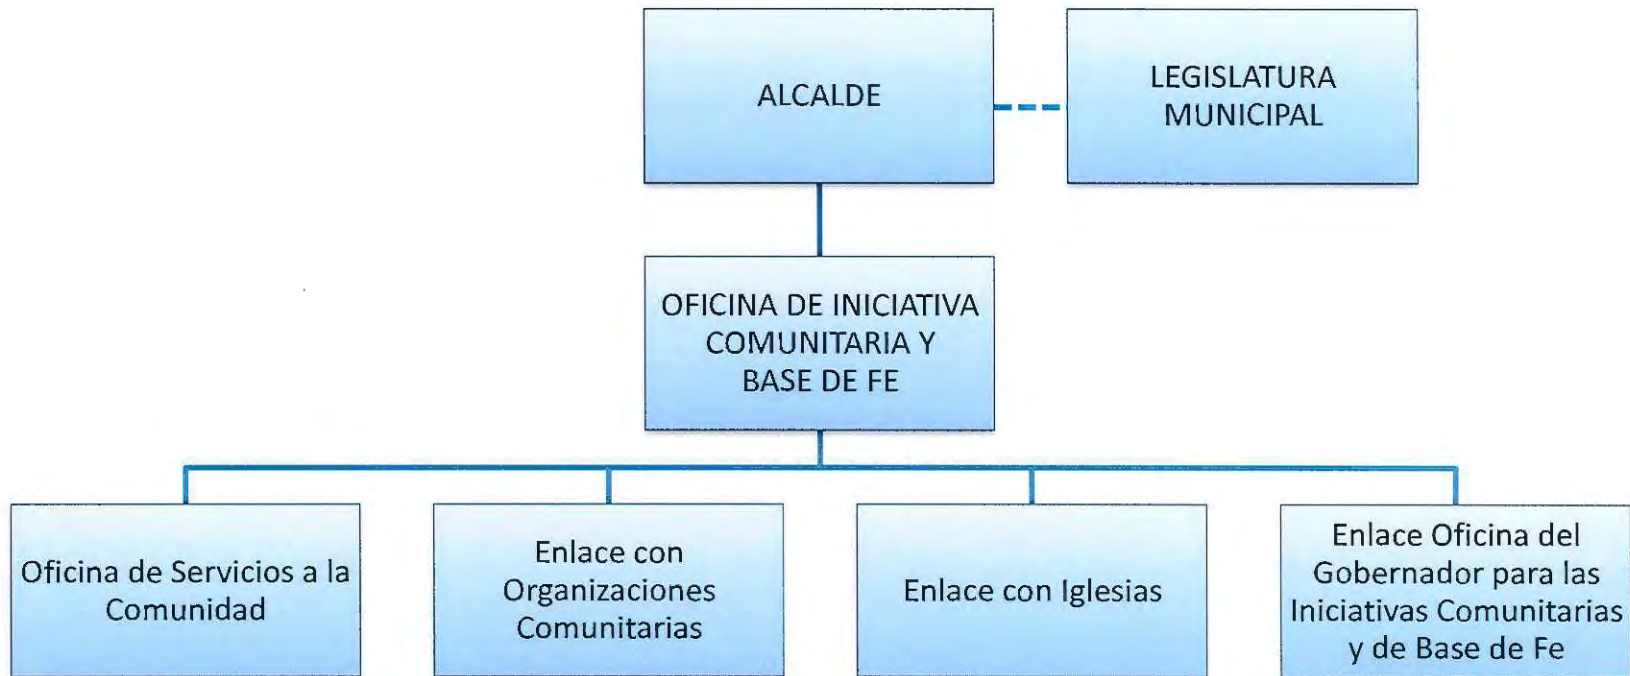 ALCALDE
LEGISLATURA
MUNICIPAL
OFICINA DE INICIATIVA
COMUNITARIA Y
BASE DE FE
Oficina de Servicios a la
Comunidad
Enlace con
Organizaciones
Comunitarias
Enlace con Iglesias
Enlace Oficina del
Gobernador para las
Iniciativas Comunitarias
y de Base de Fe